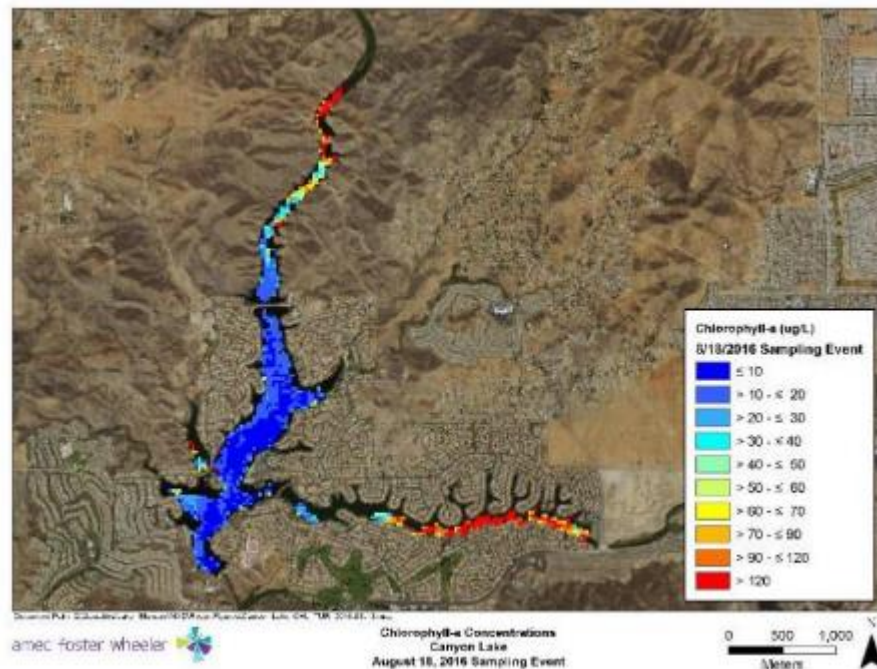 Chlorophyll-a (ug/L)
8/18/2016 Sampling Event
≤ 10
> 10 - ≤ 20
> 20 - ≤ 30
> 30 - ≤ 40
> 40 - ≤ 50
> 50 - ≤ 60
> 60 - ≤ 70
> 70 - ≤ 90
> 90 - ≤ 120
> 120
amec foster wheeler
Chlorophyll-a Concentrations
Canyon Lake
August 18, 2016 Sampling Event
0 500 1,000
Meters
N